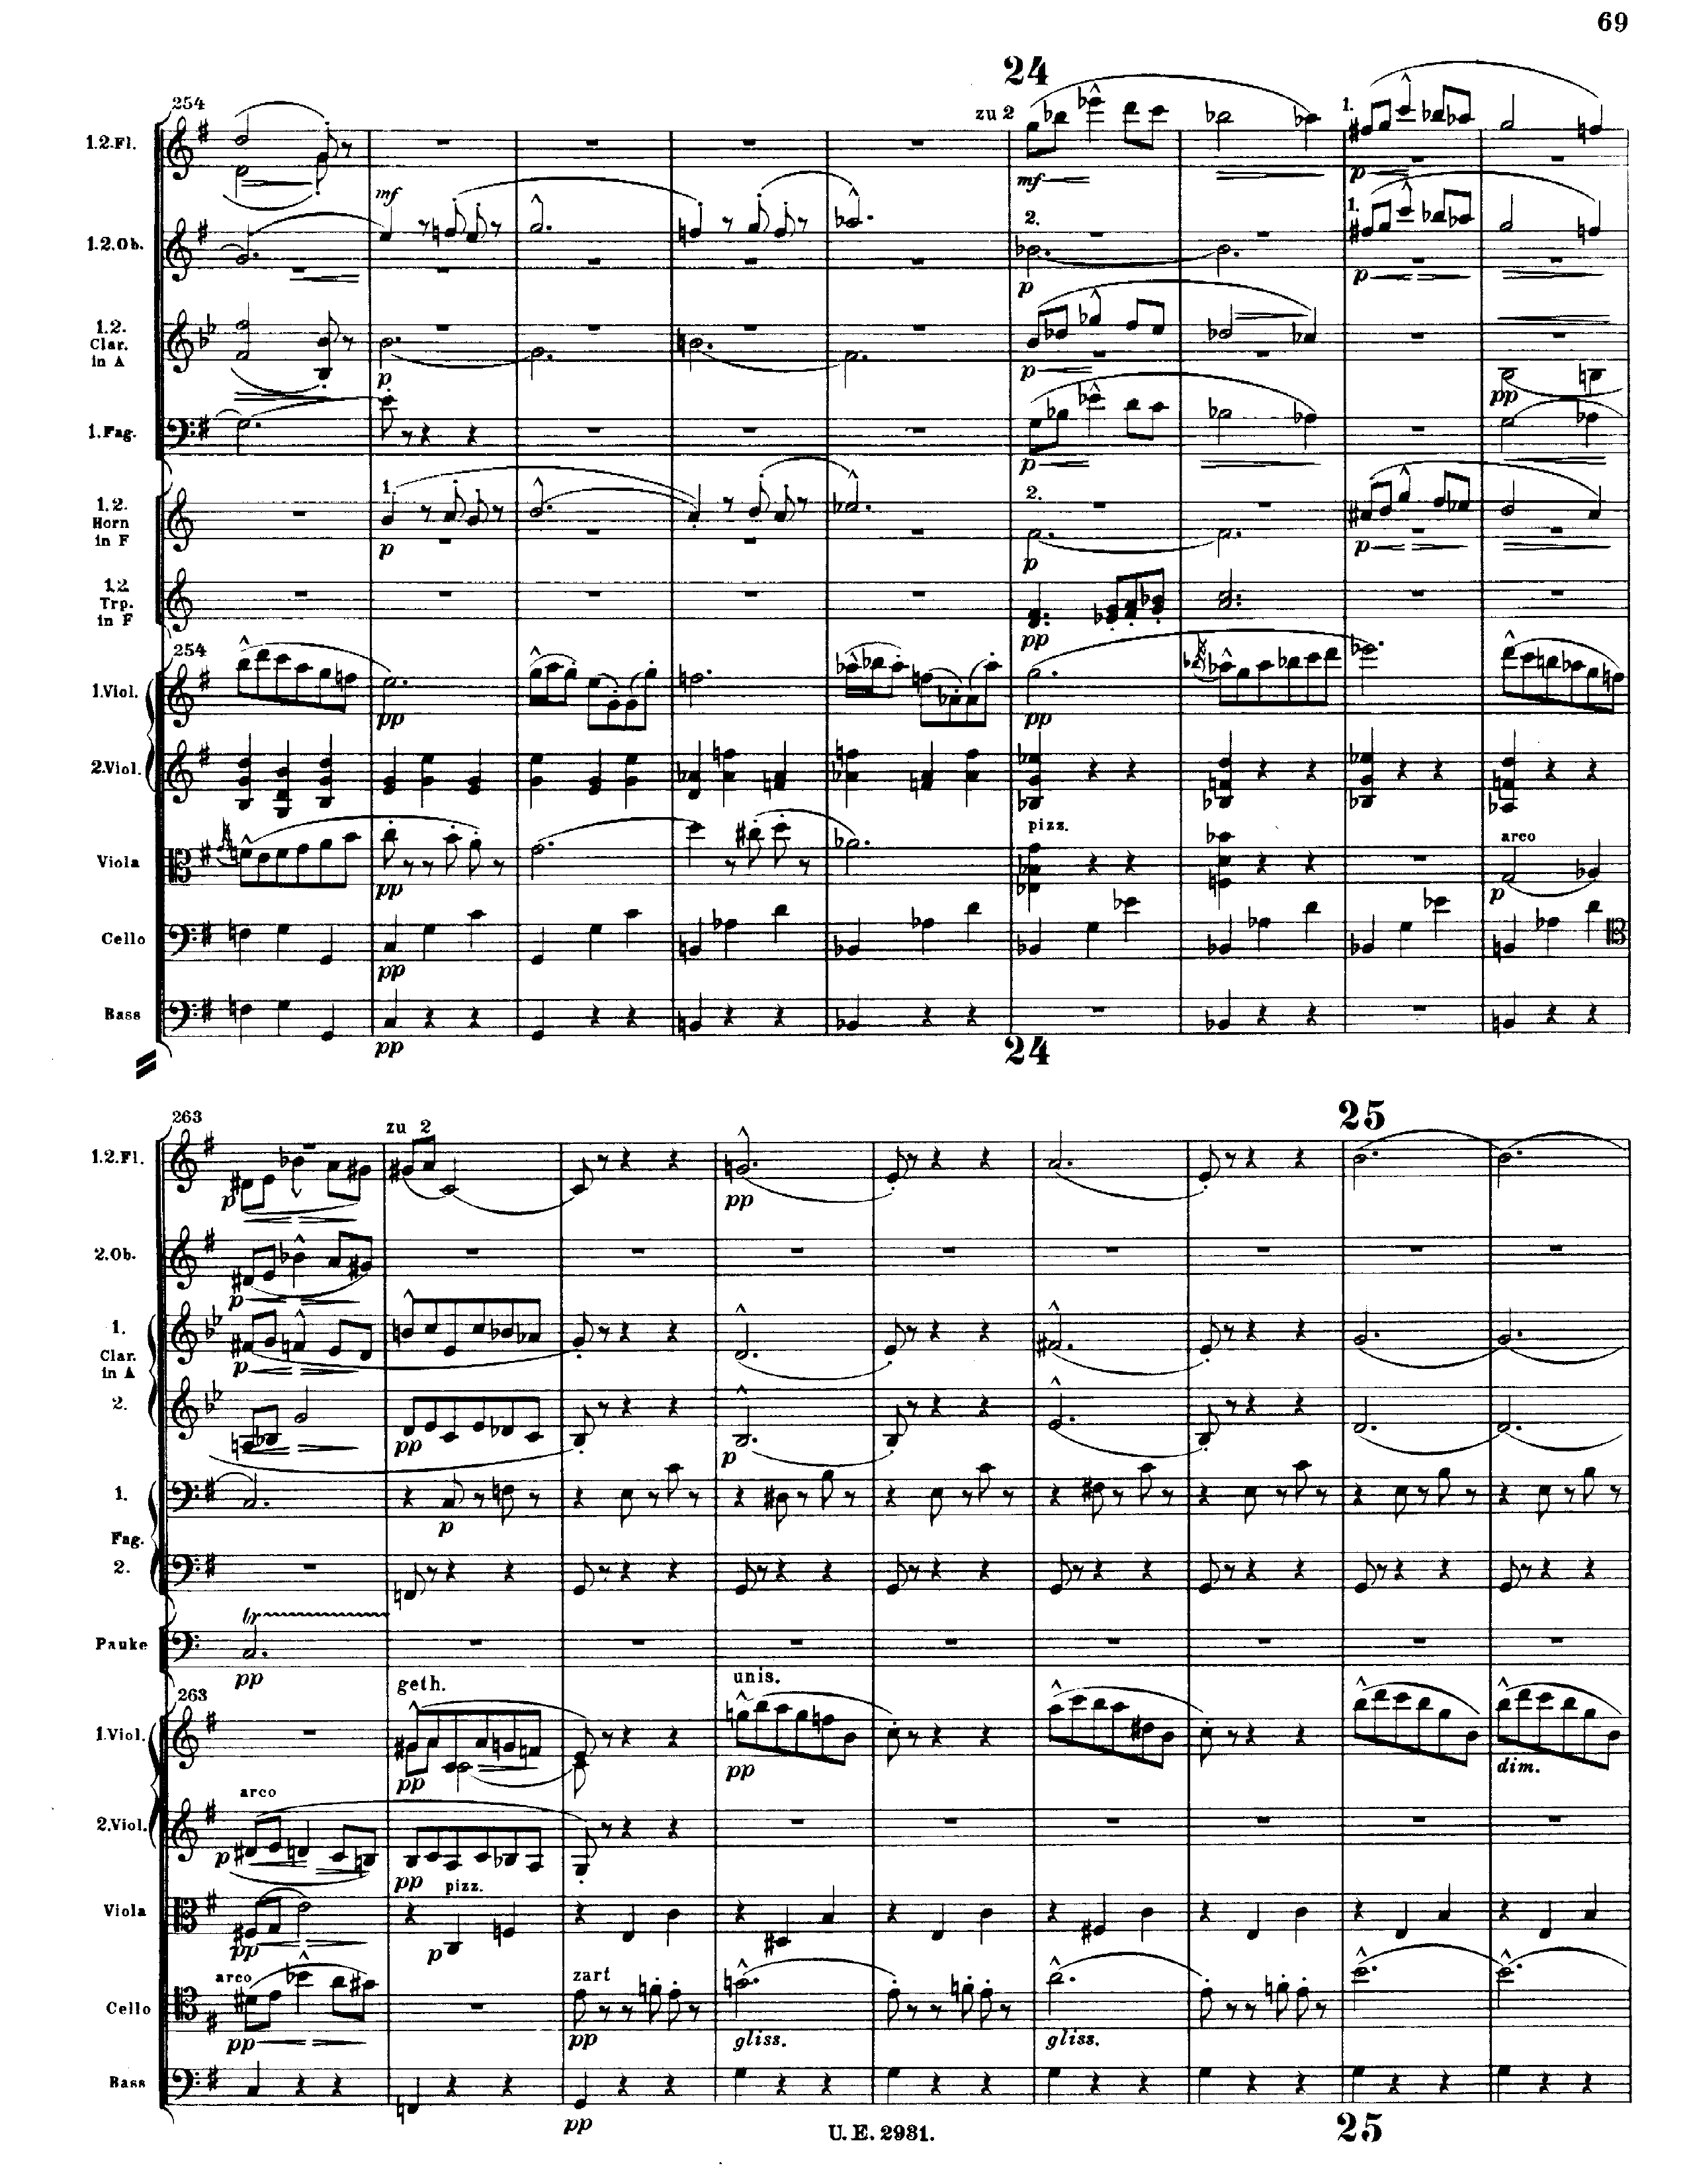 69
24
254
zu 2
1.
1.2.Fl.
mf
mf
p
1.
1.2.Ob.
2.
p
p
1.2.
Clar.
in A
p
p
pp
1.Fag.
p
1.2.
Horn
in F
1.
p
2.
p
p
1.2
Trp.
in F
pp
254
1.Viol.
pp
pp
2.Viol.
pizz.
arco
Viola
pp
p
Cello
pp
Bass
pp
24
25
263
zu 2
1.2.Fl.
p
pp
2.Ob.
p
1.
Clar.
in A
p
2.
pp
p
1.
p
Fag.
2.
tr
Pauke
pp
263
geth.
unis.
1.Viol.
pp
pp
dim.
arco
2.Viol.
p
pp
pizz.
Viola
pp
p
arco
zart
Cello
pp
pp
gliss.
gliss.
Bass
pp
U. E. 2931.
25